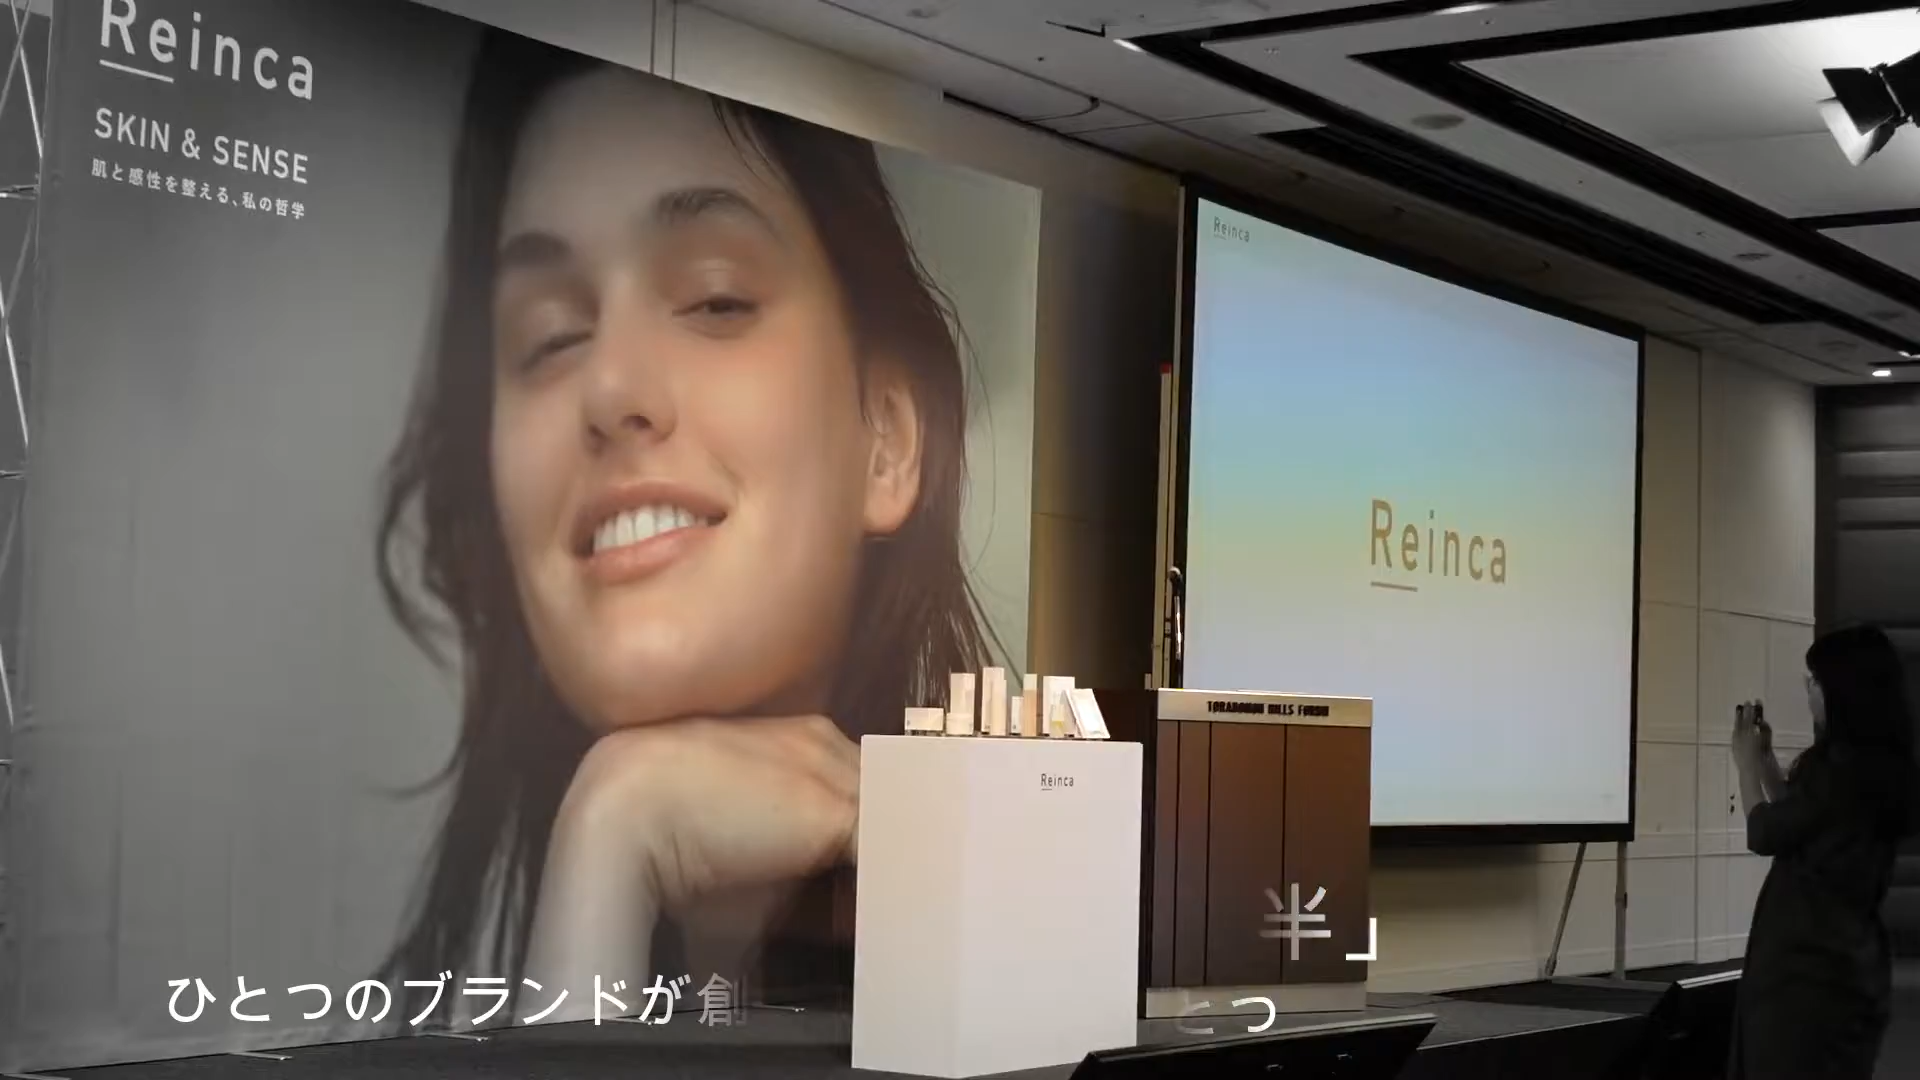 Reinca
SKIN & SENSE
肌と感性を整える、私の哲学
Reinca
Reinca
TORANOMON HILLS FORUM
Reinca
半」
ひとつのブランドが創
とつ